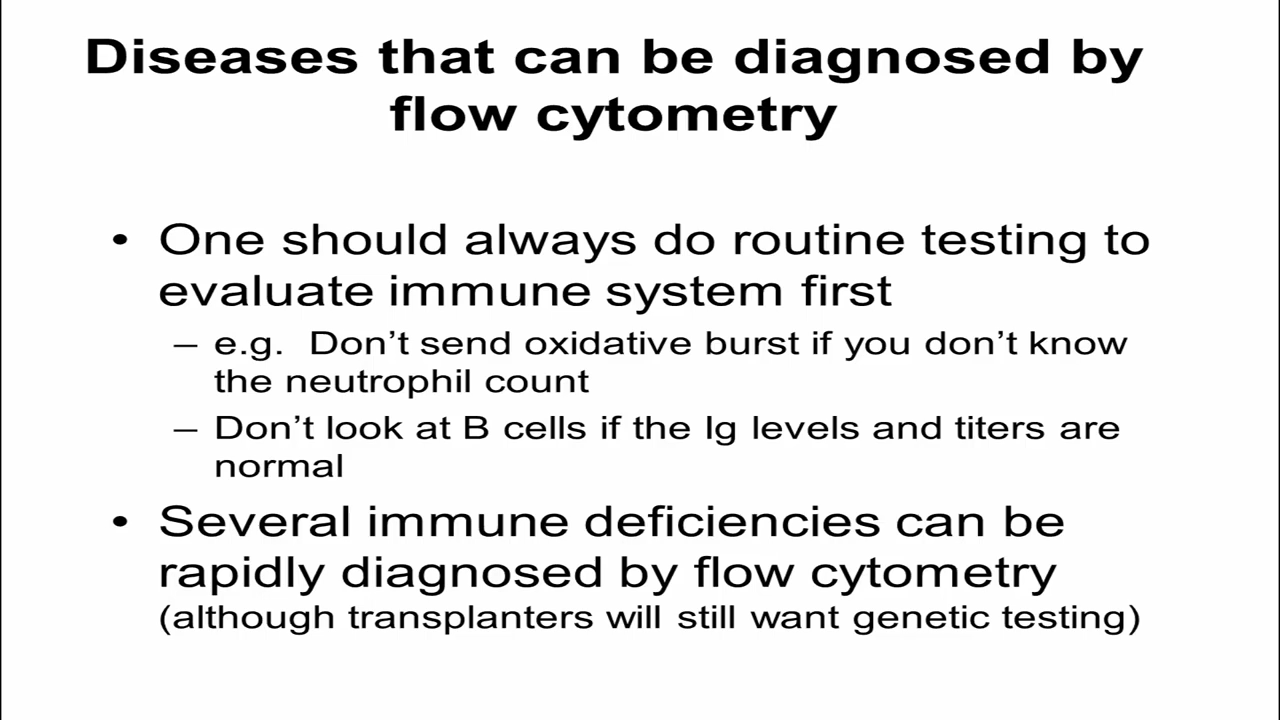 Diseases that can be diagnosed by
flow cytometry
• One should always do routine testing to
evaluate immune system first
– e.g. Don't send oxidative burst if you don't know
the neutrophil count
– Don't look at B cells if the Ig levels and titers are
normal
• Several immune deficiencies can be
rapidly diagnosed by flow cytometry
(although transplanters will still want genetic testing)